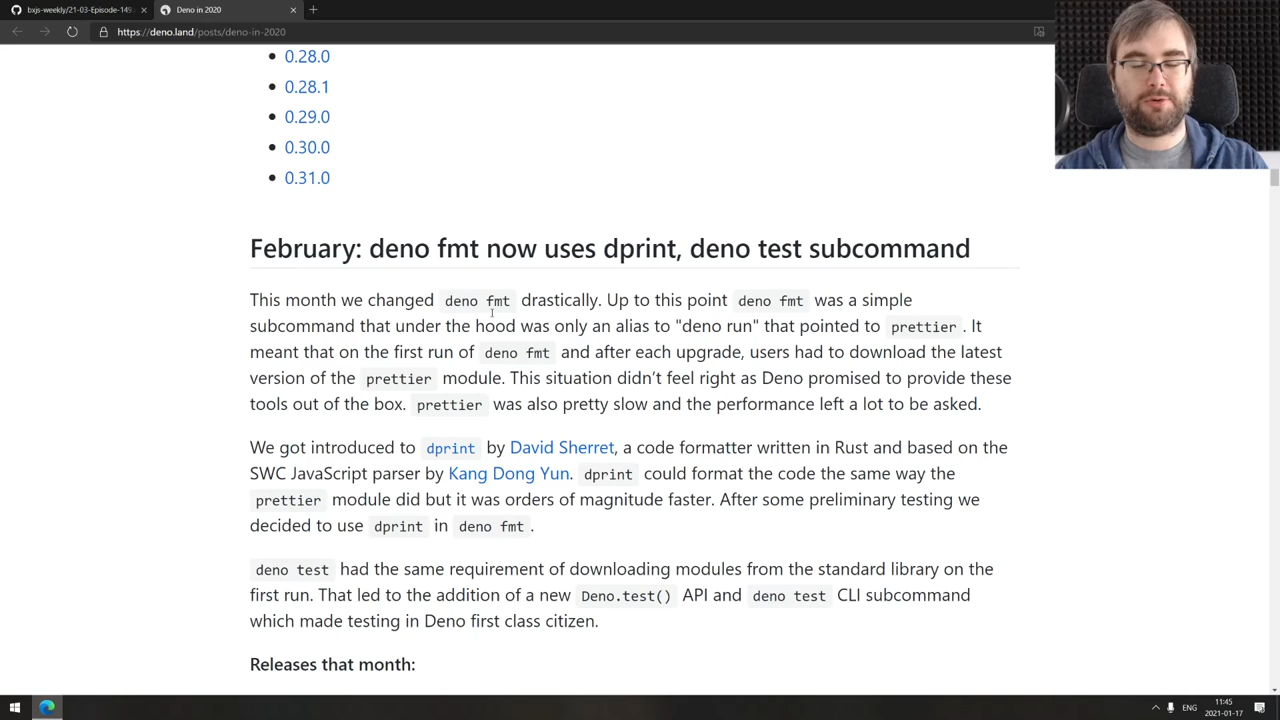 bxjs-weekly/21-03-Episode-149.
Deno in 2020
https://deno.land/posts/deno-in-2020
0.28.0
0.28.1
0.29.0
0.30.0
0.31.0
February: deno fmt now uses dprint, deno test subcommand
This month we changed deno fmt drastically. Up to this point deno fmt was a simple
subcommand that under the hood was only an alias to "deno run" that pointed to prettier. It
meant that on the first run of deno fmt and after each upgrade, users had to download the latest
version of the prettier module. This situation didn’t feel right as Deno promised to provide these
tools out of the box. prettier was also pretty slow and the performance left a lot to be asked.
We got introduced to dprint by David Sherret, a code formatter written in Rust and based on the
SWC JavaScript parser by Kang Dong Yun. dprint could format the code the same way the
prettier module did but it was orders of magnitude faster. After some preliminary testing we
decided to use dprint in deno fmt.
deno test had the same requirement of downloading modules from the standard library on the
first run. That led to the addition of a new Deno.test() API and deno test CLI subcommand
which made testing in Deno first class citizen.
Releases that month:
ENG
11:45
2021-01-17